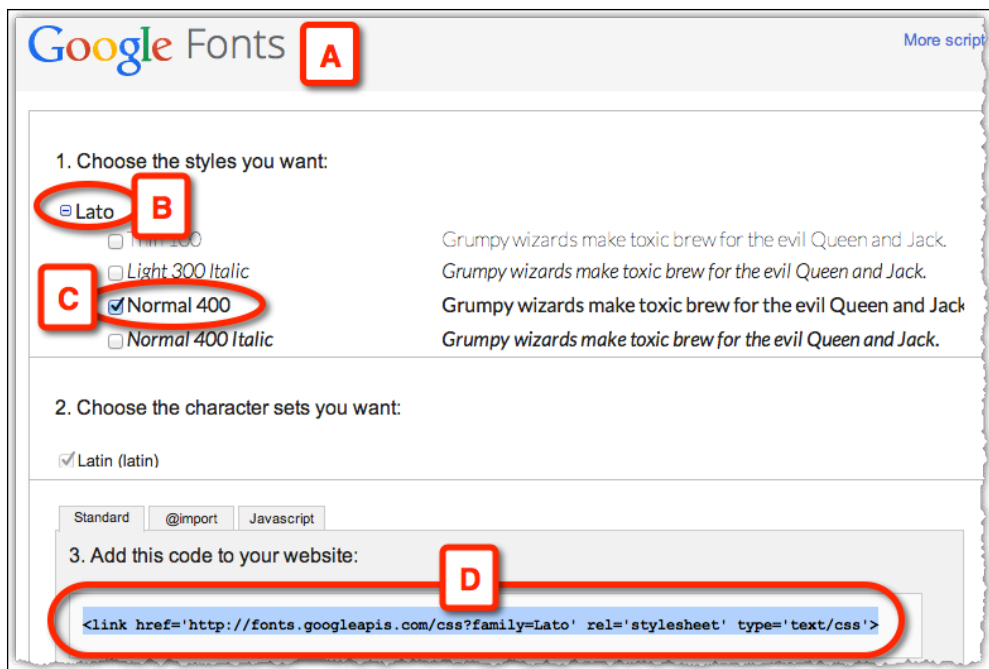 Google Fonts A More script
1. Choose the styles you want:
Lato B
Thin 100 Grumpy wizards make toxic brew for the evil Queen and Jack.
Light 300 Italic Grumpy wizards make toxic brew for the evil Queen and Jack.
C Normal 400 Grumpy wizards make toxic brew for the evil Queen and Jack
Normal 400 Italic Grumpy wizards make toxic brew for the evil Queen and Jack.
2. Choose the character sets you want:
Latin (latin)
Standard @import Javascript
3. Add this code to your website:
D
<link href='http://fonts.googleapis.com/css?family=Lato' rel='stylesheet' type='text/css'>